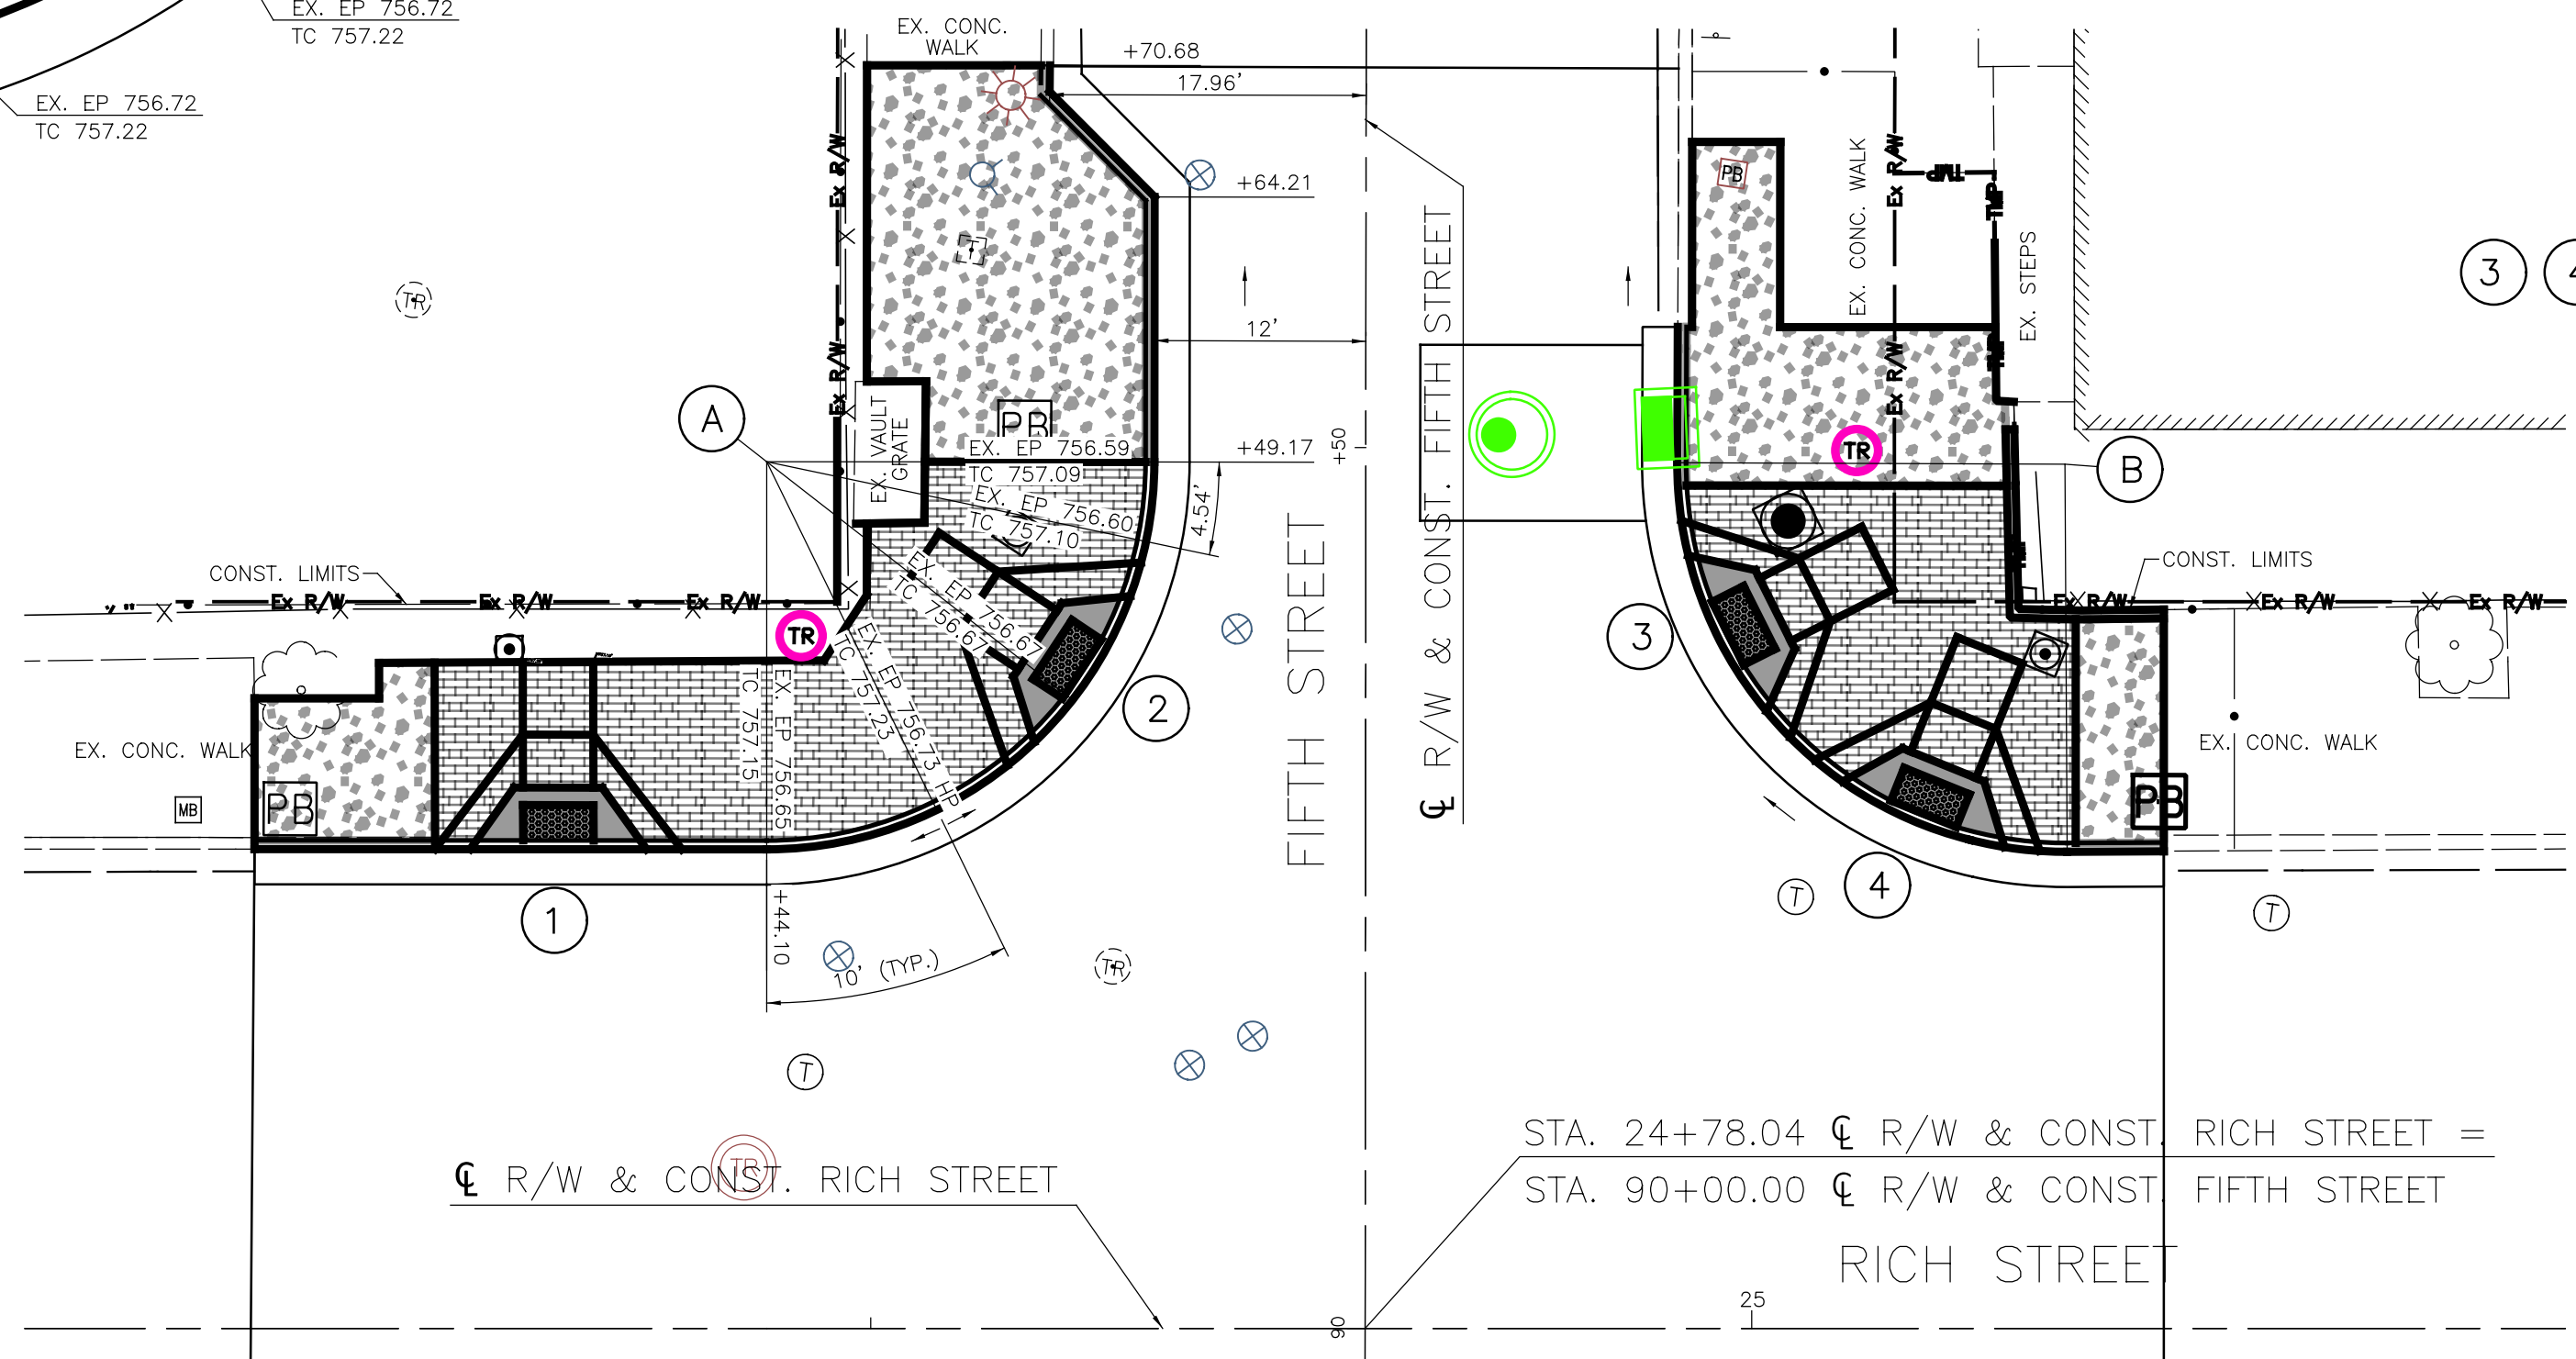 EX. EP 756.72
TC 757.22
EX. EP 756.72
TC 757.22
EX. CONC.
WALK
+70.68
17.96'
+64.21
12'
+49.17
+50
4.54'
Ex R/W
Ex R/W
T
TR
A
EX. VAULT
GRATE
PB
EX. EP 756.59
TC 757.09
EX. EP 756.60
TC 757.10
EX. EP 756.67
TC 756.67
EX. EP 756.73 HP
TC 757.23
EX. EP 756.65
TC 757.15
CONST. LIMITS
Ex R/W
Ex R/W
Ex R/W
TR
EX. CONC. WALK
MB
PB
1
2
+44.10
10' (TYP.)
TR
T
TR
℄ R/W & CONST. RICH STREET
FIFTH STREET
℄ R/W & CONST. FIFTH STREET
PB
EX. CONC. WALK
Ex R/W
Ex R/W
EX. STEPS
3
TR
B
CONST. LIMITS
Ex R/W
Ex R/W
Ex R/W
3
EX. CONC. WALK
PB
4
T
T
STA. 24+78.04 ℄ R/W & CONST. RICH STREET =
STA. 90+00.00 ℄ R/W & CONST. FIFTH STREET
RICH STREET
25
90